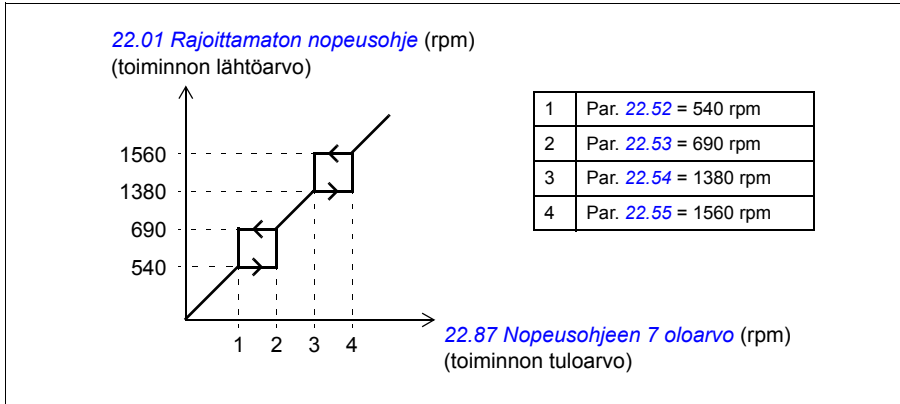 22.01 Rajoittamaton nopeusohje (rpm)
(toiminnon lähtöarvo)
1560
1380
690
540
1 2 3 4
22.87 Nopeusohjeen 7 oloarvo (rpm)
(toiminnon tuloarvo)
1 Par. 22.52 = 540 rpm
2 Par. 22.53 = 690 rpm
3 Par. 22.54 = 1380 rpm
4 Par. 22.55 = 1560 rpm